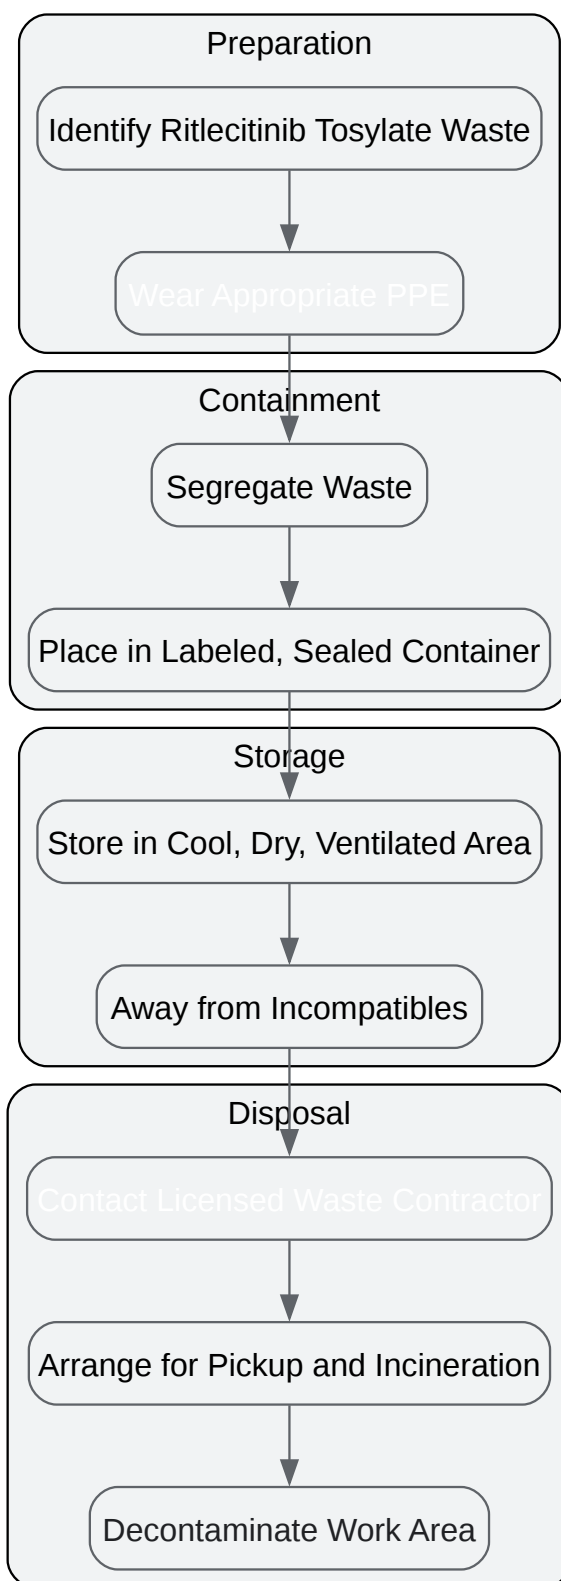 Preparation
Identify Ritlecitinib Tosylate Waste
Wear Appropriate PPE
Containment
Segregate Waste
Place in Labeled, Sealed Container
Storage
Store in Cool, Dry, Ventilated Area
Away from Incompatibles
Disposal
Contact Licensed Waste Contractor
Arrange for Pickup and Incineration
Decontaminate Work Area